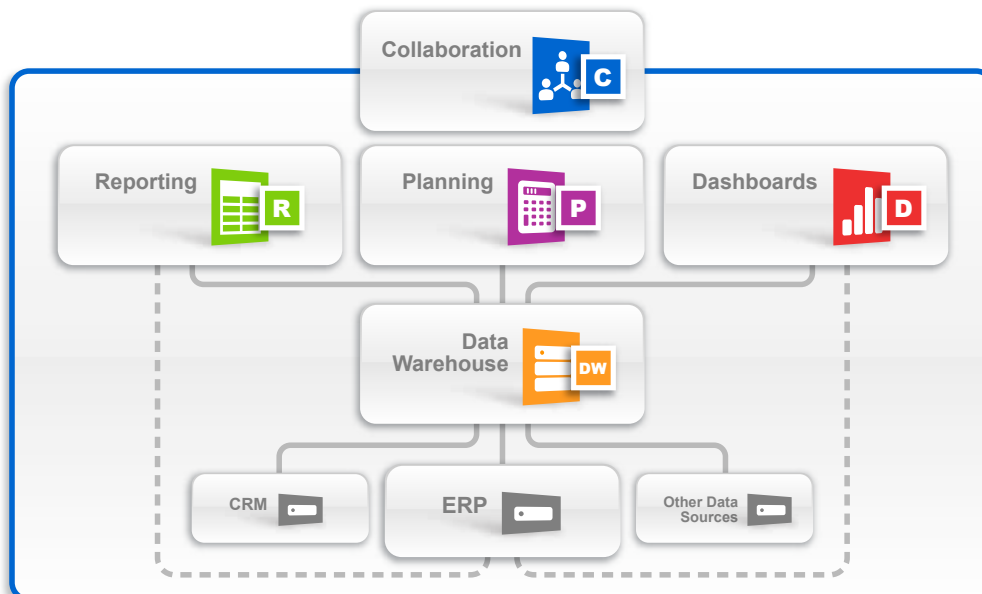 Collaboration
C
Reporting
R
Planning
P
Dashboards
D
Data
Warehouse
DW
CRM
ERP
Other Data
Sources